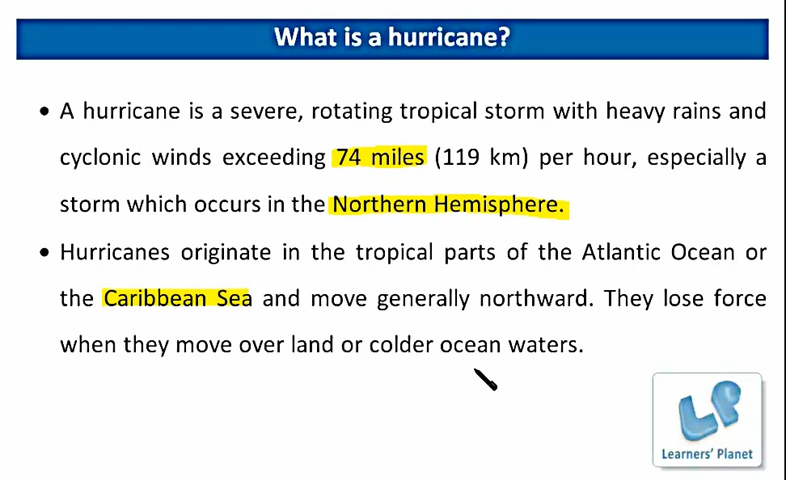 What is a hurricane?
• A hurricane is a severe, rotating tropical storm with heavy rains and
cyclonic winds exceeding 74 miles (119 km) per hour, especially a
storm which occurs in the Northern Hemisphere.
• Hurricanes originate in the tropical parts of the Atlantic Ocean or
the Caribbean Sea and move generally northward. They lose force
when they move over land or colder ocean waters.
LP
Learners' Planet